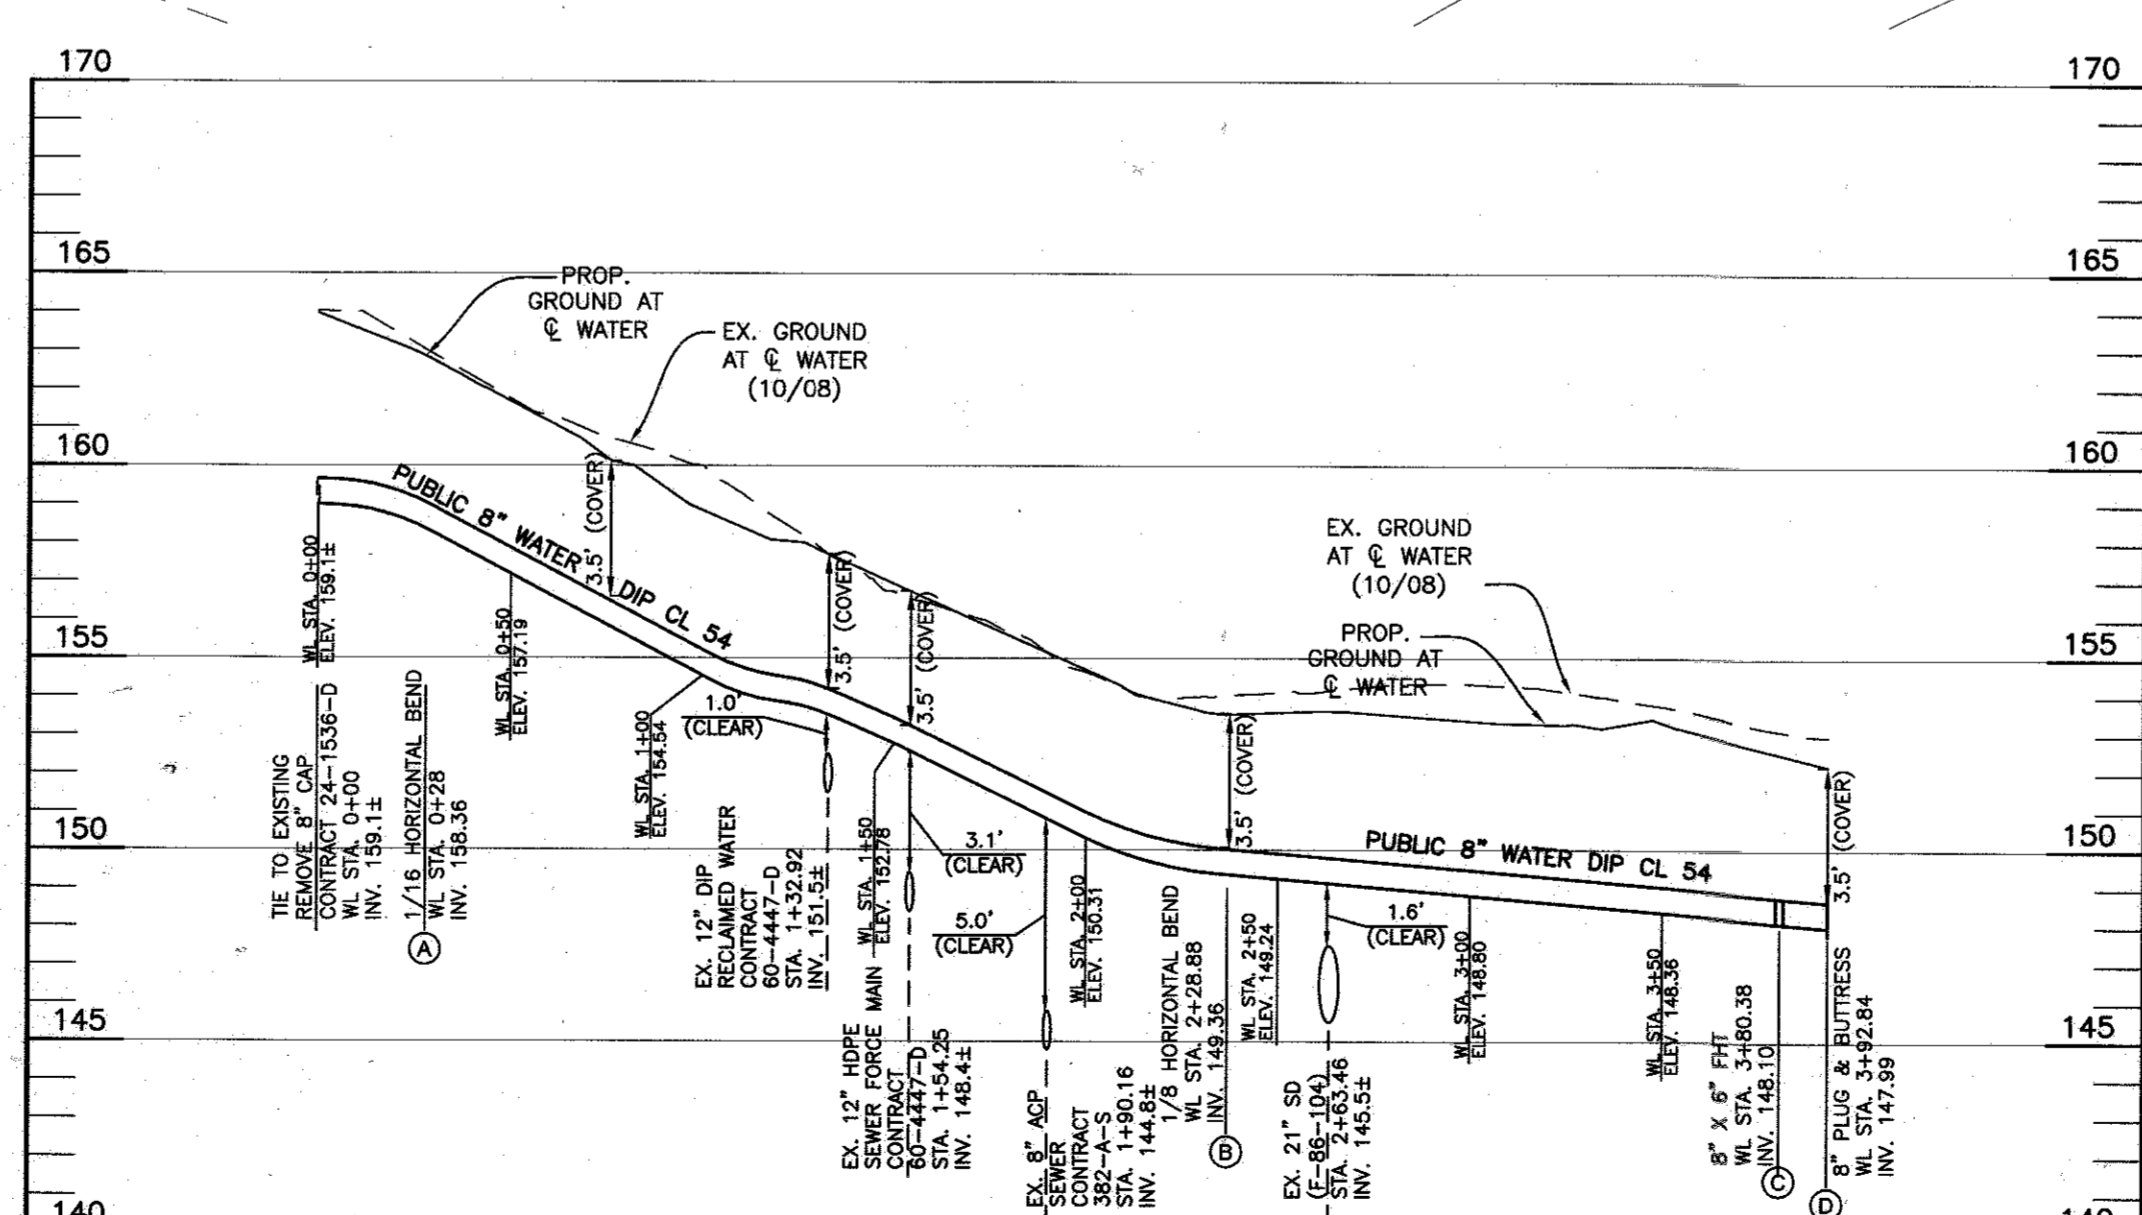 170
170
165
165
160
160
155
155
150
150
145
145
140
140
PROP.
GROUND AT
℄ WATER
EX. GROUND
AT ℄ WATER
(10/08)
EX. GROUND
AT ℄ WATER
(10/08)
PROP.
GROUND AT
℄ WATER
PUBLIC 8" WATER DIP CL 54
PUBLIC 8" WATER DIP CL 54
3.5' (COVER)
3.5' (COVER)
3.5' (COVER)
3.5' (COVER)
3.5' (COVER)
1.0'
(CLEAR)
3.1'
(CLEAR)
5.0'
(CLEAR)
1.6'
(CLEAR)
WL STA. 0+00
ELEV. 159.1±
TIE TO EXISTING
REMOVE 8" CAP
CONTRACT 24-1536-D
WL STA. 0+00
INV. 159.1±
1/16 HORIZONTAL BEND
WL STA. 0+28
INV. 158.36
A
WL STA. 0+50
ELEV. 157.19
WL STA. 1+00
ELEV. 154.54
EX. 12" DIP
RECLAIMED WATER
CONTRACT
60-4447-D
STA. 1+32.92
INV. 151.5±
WL STA. 1+50
ELEV. 152.78
EX. 12" HDPE
SEWER FORCE MAIN
CONTRACT
60-4447-D
STA. 1+54.25
INV. 148.4±
EX. 8" ACP
SEWER
CONTRACT
382-A-S
STA. 1+90.16
INV. 144.8±
WL STA. 2+00
ELEV. 150.31
1/8 HORIZONTAL BEND
WL STA. 2+28.88
INV. 149.36
B
WL STA. 2+50
ELEV. 149.24
EX. 21" SD
(F-86-104)
STA. 2+63.46
INV. 145.5±
WL STA. 3+00
ELEV. 148.80
WL STA. 3+50
ELEV. 148.36
8" X 6" FHT
WL STA. 3+80.38
INV. 148.10
C
8" PLUG & BUTTRESS
WL STA. 3+92.84
INV. 147.99
D